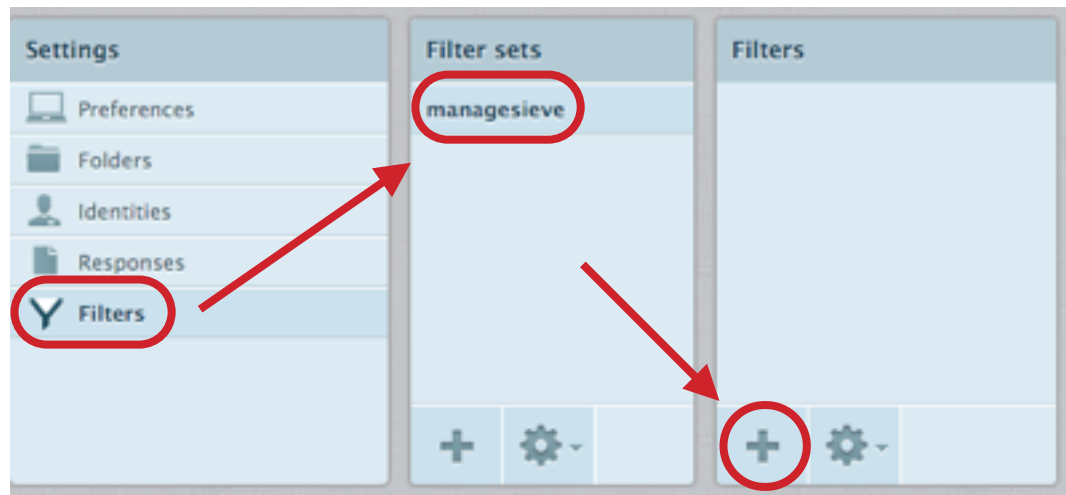 Settings
Preferences
Folders
Identities
Responses
Filters
Filter sets
managesieve
Filters